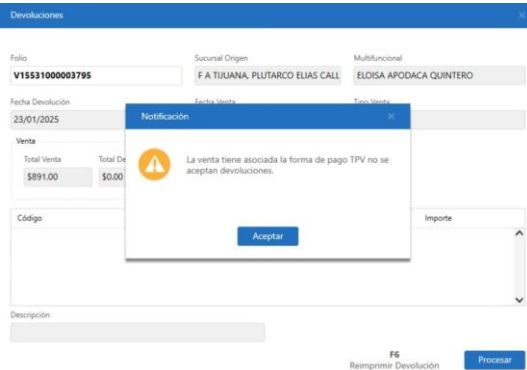 Devoluciones
Folio
Sucursal Origen
Multifuncional
V15531000003795
F A TIJUANA, PLUTARCO ELIAS CALL
ELOISA APODACA QUINTERO
Fecha Devolución
Fecha Venta
Tipo Venta
23/01/2025
Notificación
Venta
Total Venta
Total De
$891.00
$0.00
La venta tiene asociada la forma de pago TPV no se
aceptan devoluciones.
Aceptar
Código
Importe
Descripción
F6
Reimprimir Devolución
Procesar